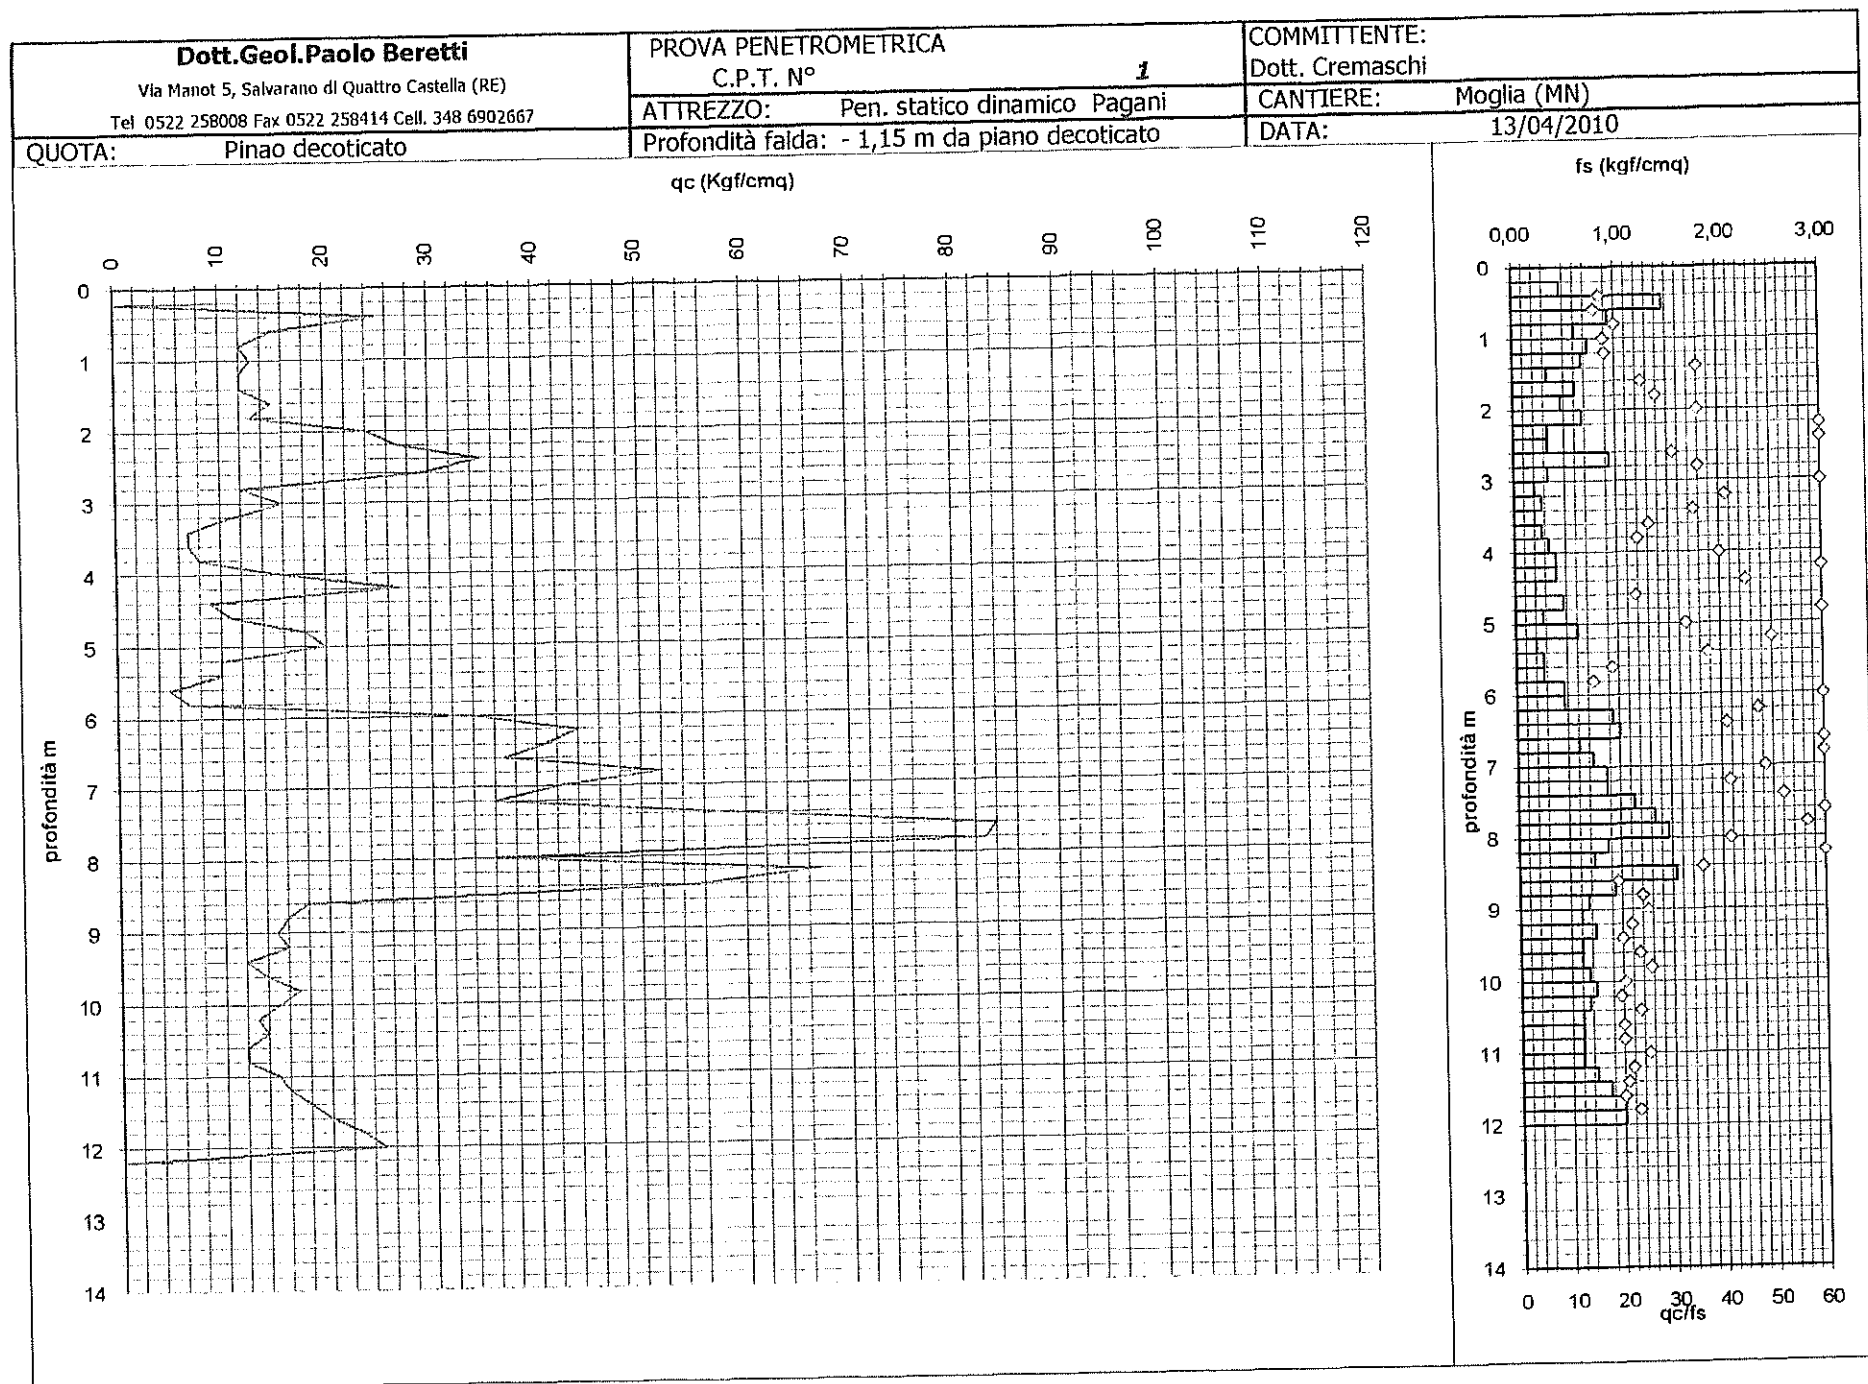 Dott.Geol.Paolo Beretti
Via Manot 5, Salvarano di Quattro Castella (RE)
Tel 0522 258008 Fax 0522 258414 Cell. 348 6902667
QUOTA: Pinao decoticato
PROVA PENETROMETRICA
C.P.T. N° 1
ATTREZZO: Pen. statico dinamico Pagani
Profondità falda: - 1,15 m da piano decoticato
COMMITTENTE:
Dott. Cremaschi
CANTIERE: Moglia (MN)
DATA: 13/04/2010
qc (Kgf/cmq)
0 10 20 30 40 50 60 70 80 90 100 110 120
0
1
2
3
4
5
6
7
8
9
10
11
12
13
14
profondità m
fs (kgf/cmq)
0,00 1,00 2,00 3,00
0
1
2
3
4
5
6
7
8
9
10
11
12
13
14
profondità m
0 10 20 30 40 50 60
qc/fs